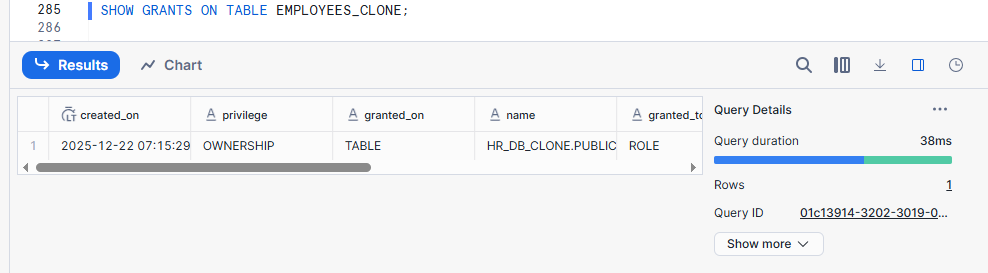 285 SHOW GRANTS ON TABLE EMPLOYEES_CLONE;
286
Results Chart
created_on privilege granted_on name granted_to
1 2025-12-22 07:15:29 OWNERSHIP TABLE HR_DB_CLONE.PUBLIC ROLE
Query Details
Query duration 38ms
Rows 1
Query ID 01c13914-3202-3019-0...
Show more